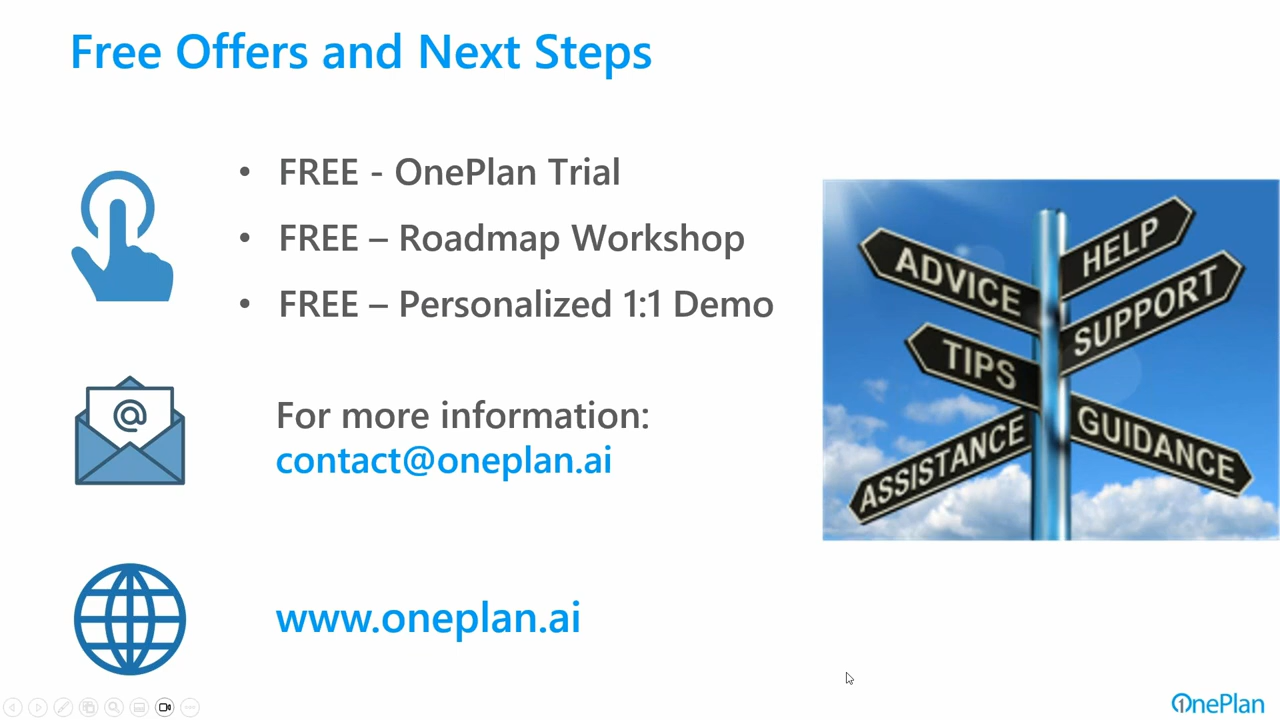 Free Offers and Next Steps
• FREE - OnePlan Trial
• FREE – Roadmap Workshop
• FREE – Personalized 1:1 Demo
@
For more information:
contact@oneplan.ai
www.oneplan.ai
HELP
ADVICE
SUPPORT
TIPS
GUIDANCE
ASSISTANCE
OnePlan